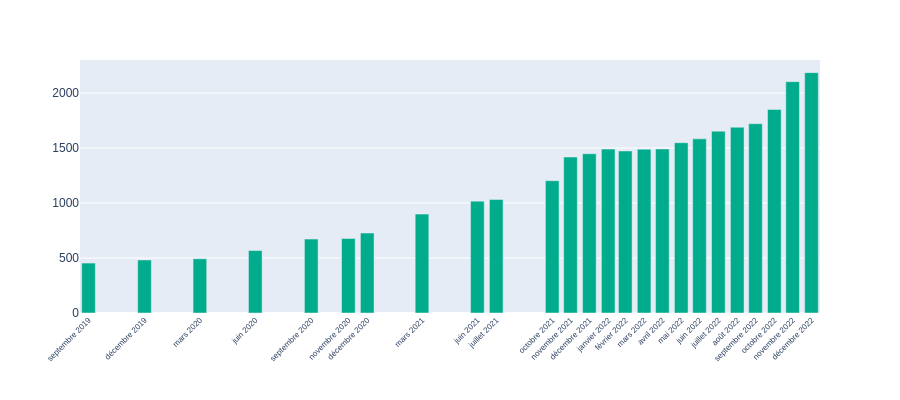 2000
1500
1000
500
0
septembre 2019
décembre 2019
mars 2020
juin 2020
septembre 2020
novembre 2020
décembre 2020
mars 2021
juin 2021
juillet 2021
octobre 2021
novembre 2021
décembre 2021
janvier 2022
février 2022
mars 2022
avril 2022
mai 2022
juin 2022
juillet 2022
août 2022
septembre 2022
octobre 2022
novembre 2022
décembre 2022